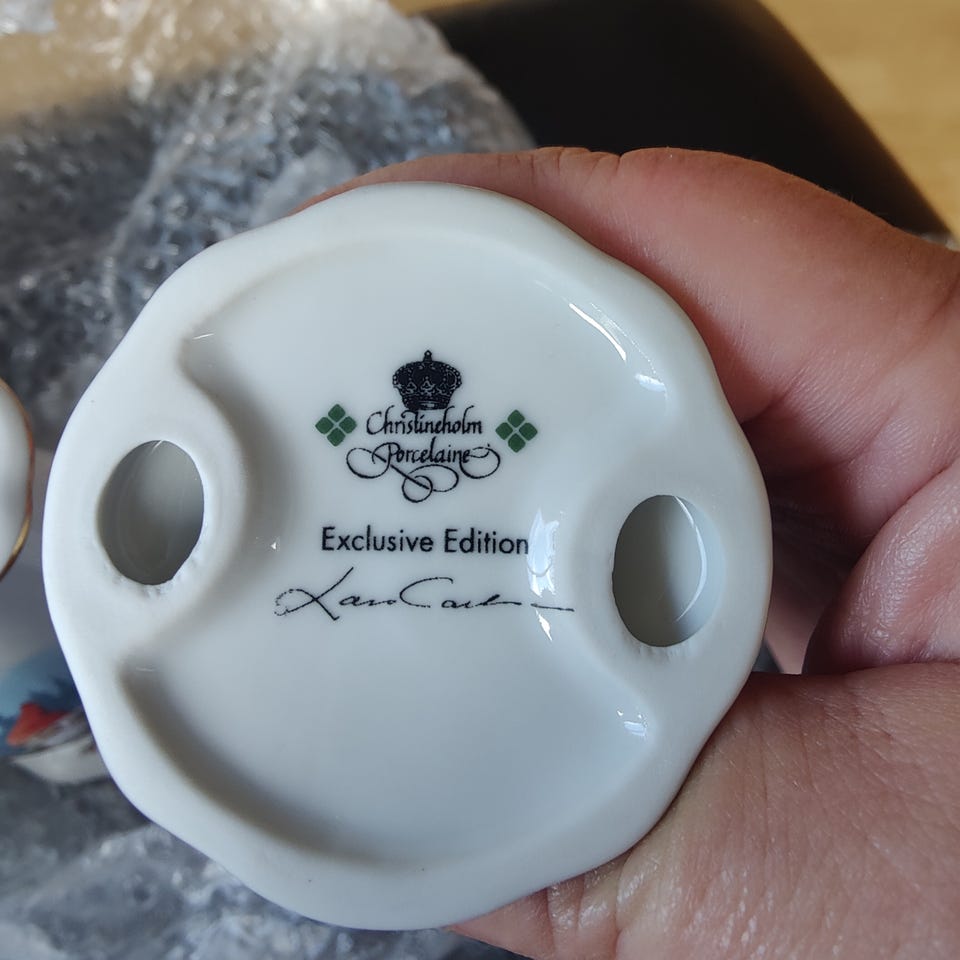 Christineholm
Porcelaine
Exclusive Edition